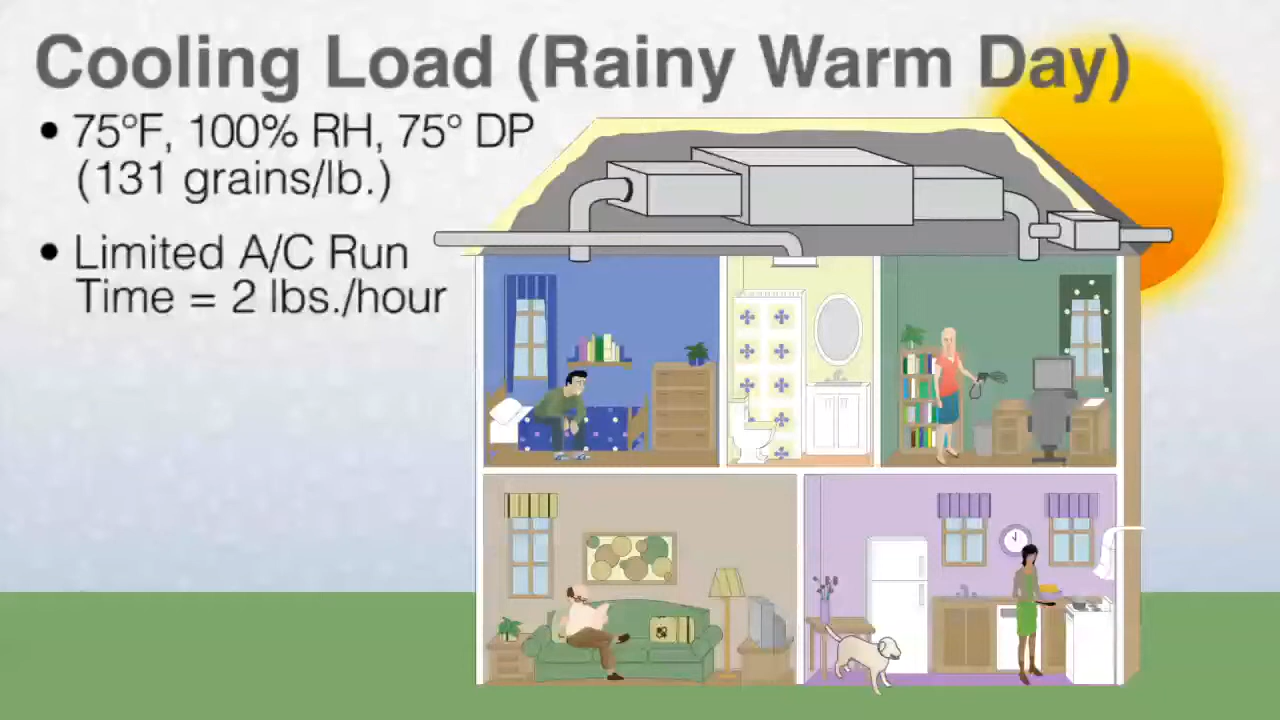 Cooling Load (Rainy Warm Day)
• 75°F, 100% RH, 75° DP
(131 grains/lb.)
• Limited A/C Run
Time = 2 lbs./hour